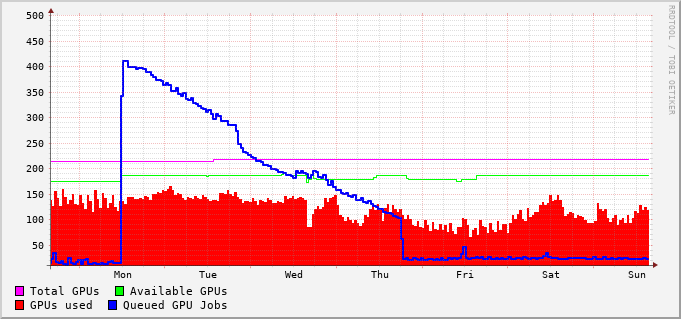 500
450
400
350
300
250
200
150
100
50
Mon Tue Wed Thu Fri Sat Sun
Total GPUs Available GPUs
GPUs used Queued GPU Jobs
RRDTOOL / TOBI OETIKER